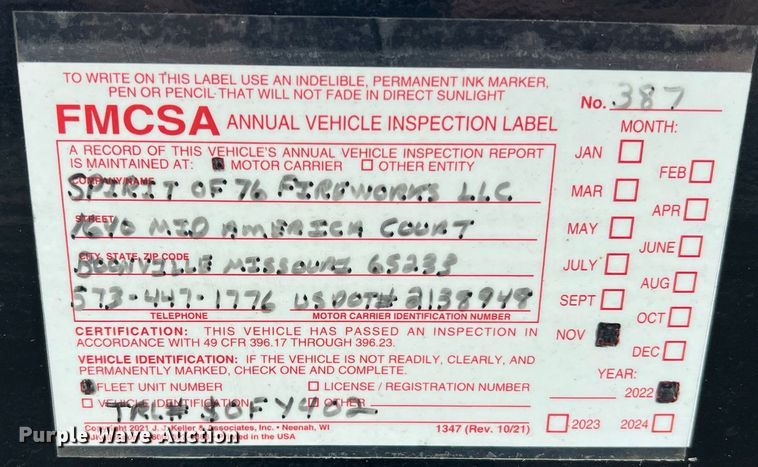 TO WRITE ON THIS LABEL USE AN INDELIBLE, PERMANENT INK MARKER,
PEN OR PENCIL THAT WILL NOT FADE IN DIRECT SUNLIGHT
No. 387
FMCSA ANNUAL VEHICLE INSPECTION LABEL
A RECORD OF THIS VEHICLE'S ANNUAL VEHICLE INSPECTION REPORT
IS MAINTAINED AT: MOTOR CARRIER OTHER ENTITY
COMPANY NAME
SPIRIT OF 76 FIREWORKS LLC
STREET
MID AMERICA COURT
CITY, STATE, ZIP CODE
BOONVILLE MISSOURI 65233
573-447-1776 USDOT# 2138948
TELEPHONE MOTOR CARRIER IDENTIFICATION NUMBER
CERTIFICATION: THIS VEHICLE HAS PASSED AN INSPECTION IN
ACCORDANCE WITH 49 CFR 396.17 THROUGH 396.23.
VEHICLE IDENTIFICATION: IF THE VEHICLE IS NOT READILY, CLEARLY, AND
PERMANENTLY MARKED, CHECK ONE AND COMPLETE.
FLEET UNIT NUMBER LICENSE / REGISTRATION NUMBER
VEHICLE IDENTIFICATION OTHER
TRL# SOFY402
Copyright 2021 J. J. Keller & Associates, Inc. • Neenah, WI
in the USA
1347 (Rev. 10/21)
MONTH:
JAN
FEB
MAR
APR
MAY
JUNE
JULY
AUG
SEPT
OCT
NOV
DEC
YEAR:
2022
2023 2024
Purple Wave Auction